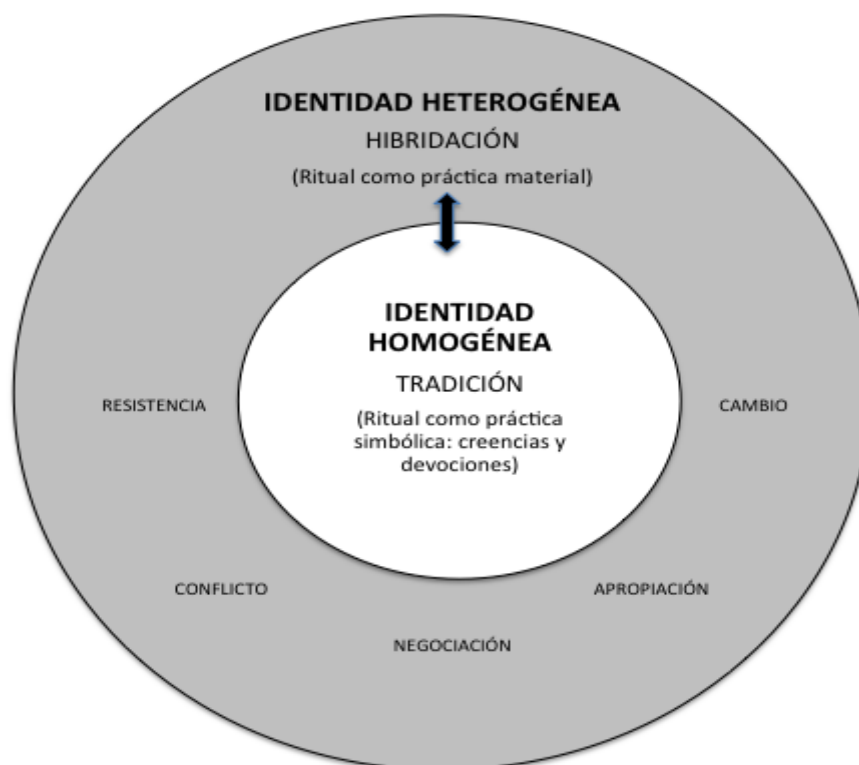 IDENTIDAD HETEROGÉNEA
HIBRIDACIÓN
(Ritual como práctica material)
IDENTIDAD
HOMOGÉNEA
TRADICIÓN
(Ritual como práctica
simbólica: creencias y
devociones)
RESISTENCIA
CAMBIO
CONFLICTO
APROPIACIÓN
NEGOCIACIÓN